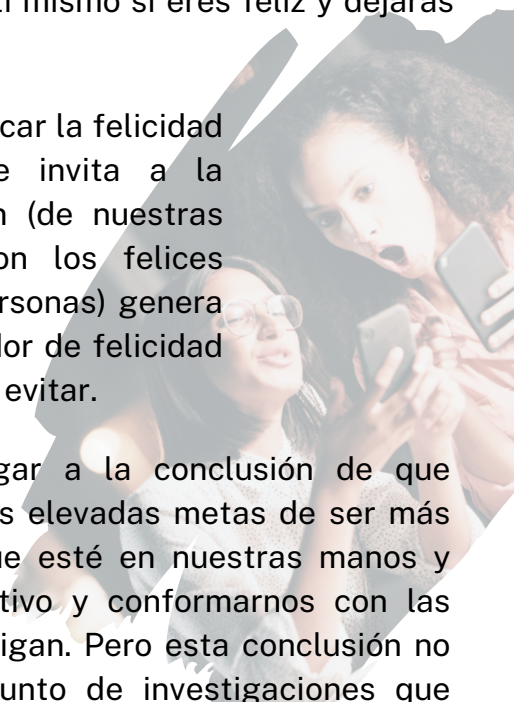 mismo si eres feliz y dejarás
car la felicidad
e invita a la
n (de nuestras
on los felices
rsonas) genera
or de felicidad
evitar.
gar a la conclusión de que
s elevadas metas de ser más
ue esté en nuestras manos y
tivo y conformarnos con las
igan. Pero esta conclusión no
unto de investigaciones que